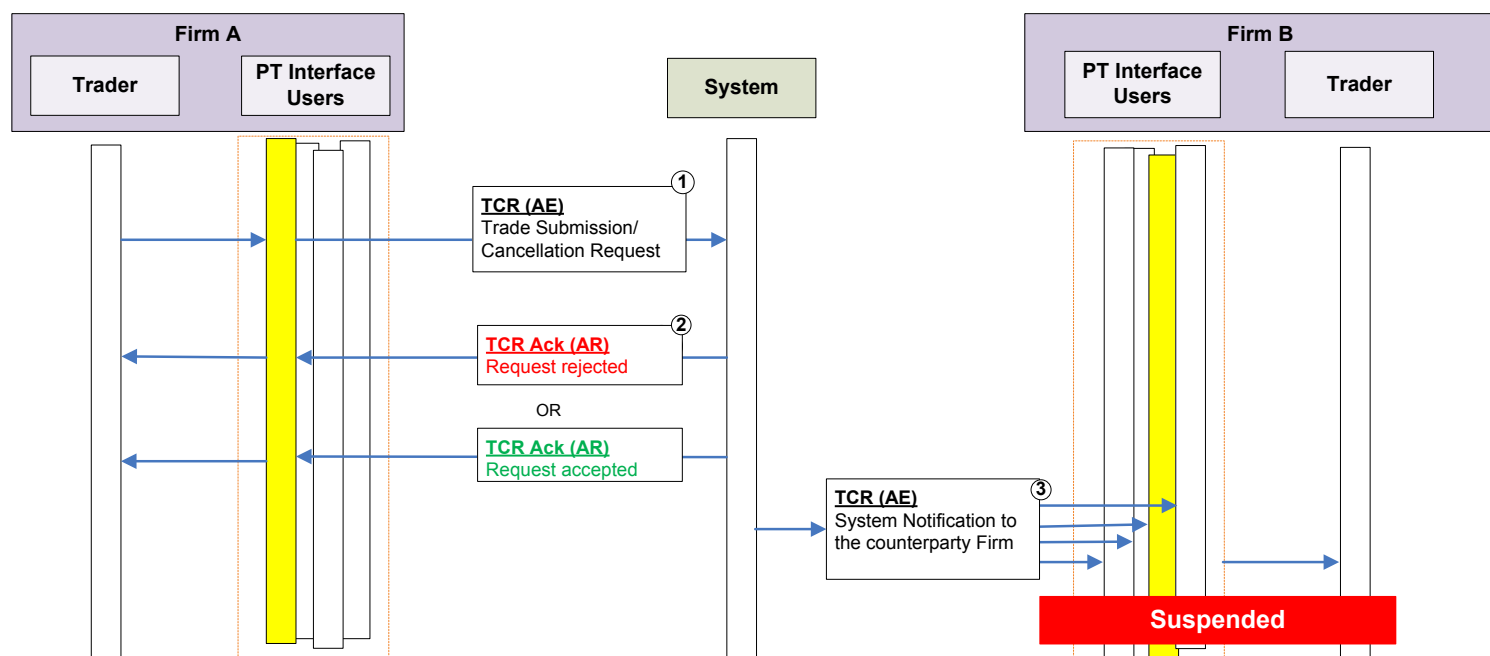 Firm A
Trader
PT Interface
Users
System
Firm B
PT Interface
Users
Trader
1
TCR (AE)
Trade Submission/
Cancellation Request
2
TCR Ack (AR)
Request rejected
OR
TCR Ack (AR)
Request accepted
3
TCR (AE)
System Notification to
the counterparty Firm
Suspended